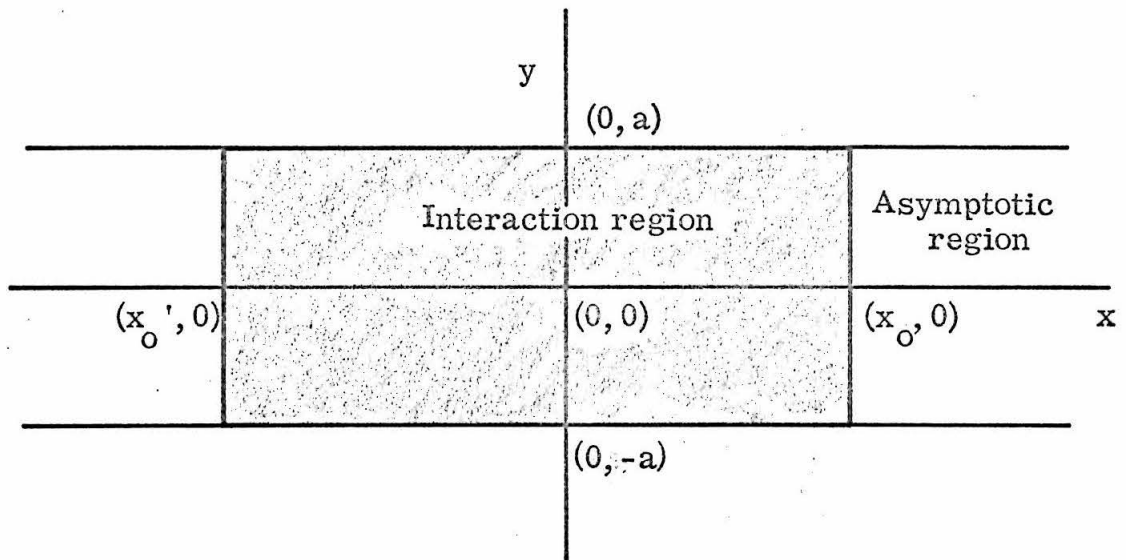 y
(0, a)
Interaction region
Asymptotic
region
(x_o', 0)
(0, 0)
(x_o, 0)
x
(0, -a)